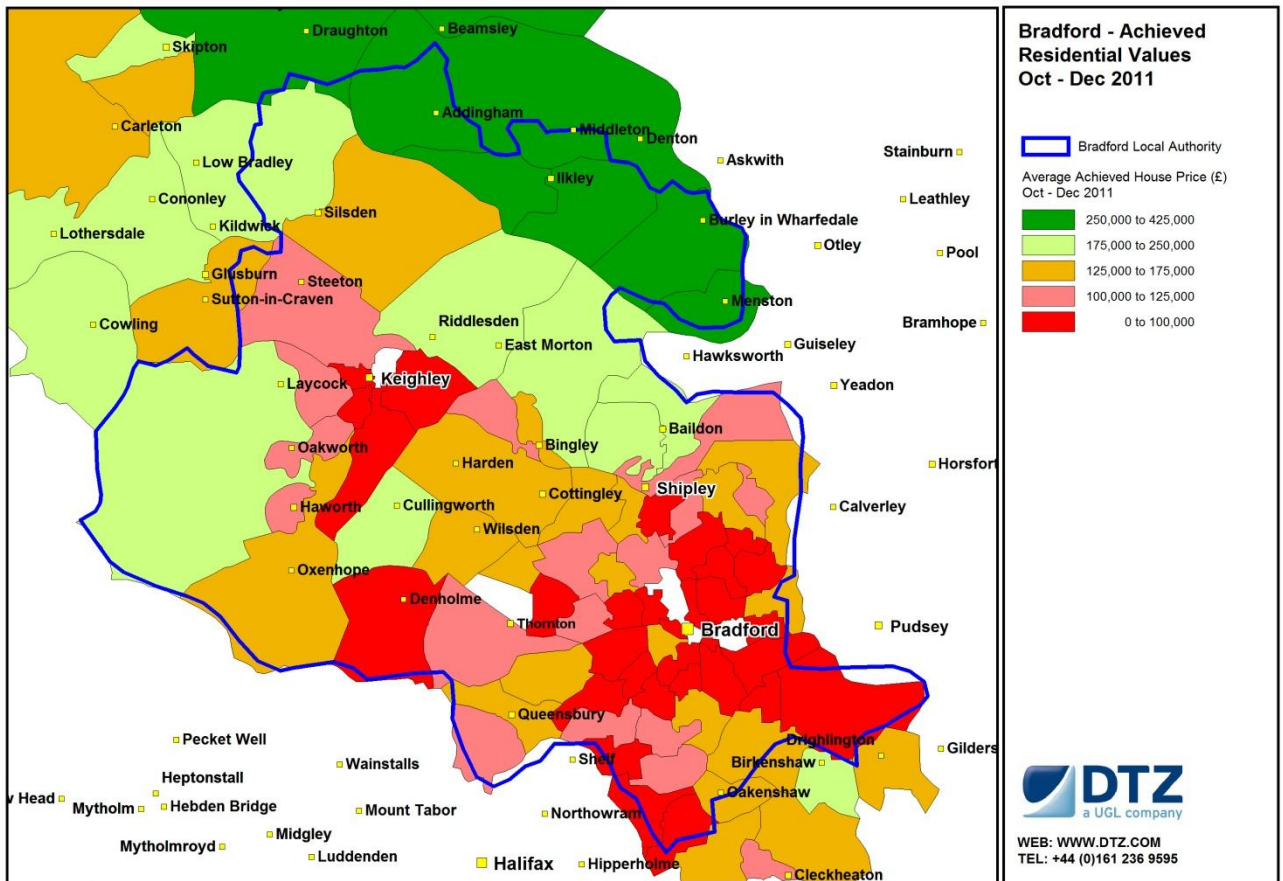 Draughton
Beamsley
Skipton
Addingham
Carleton
Middleton
Denton
Low Bradley
Askwith
Stainburn
Ilkley
Cononley
Leathley
Silsden
Kildwick
Burley in Wharfedale
Lothersdale
Otley
Pool
Glusburn
Steeton
Sutton-in-Craven
Menston
Cowling
Riddlesden
Bramhope
East Morton
Guiseley
Hawksworth
Keighley
Laycock
Yeadon
Baildon
Oakworth
Bingley
Harden
Horsfort
Shipley
Cottingley
Haworth
Cullingworth
Calverley
Wilsden
Oxenhope
Denholme
Thornton
Bradford
Pudsey
Queensbury
Pecket Well
Drighlington
Gilders
Shelf
Birkenshaw
Wainstalls
Heptonstall
w Head
Mytholm
Hebden Bridge
Oakenshaw
Mount Tabor
Northowram
Midgley
Mytholmroyd
Luddenden
Halifax
Hipperholme
Cleckheaton
Bradford - Achieved
Residential Values
Oct - Dec 2011
Bradford Local Authority
Average Achieved House Price (£)
Oct - Dec 2011
250,000 to 425,000
175,000 to 250,000
125,000 to 175,000
100,000 to 125,000
0 to 100,000
DTZ
a UGL company
WEB: WWW.DTZ.COM
TEL: +44 (0)161 236 9595